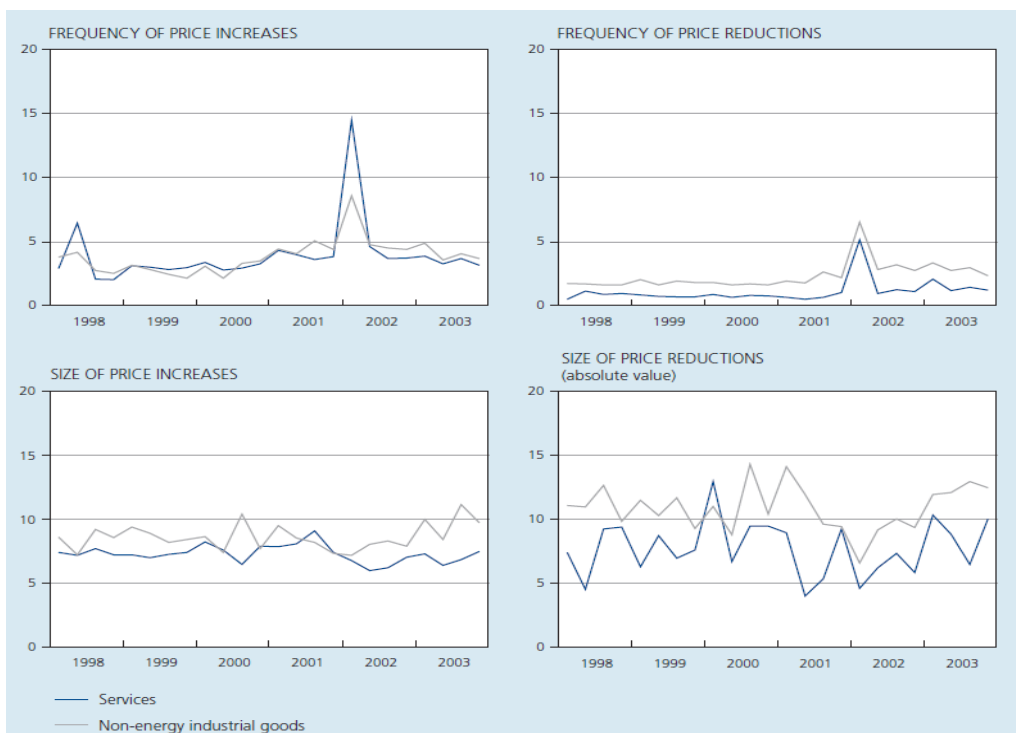 FREQUENCY OF PRICE INCREASES
20
15
10
5
0
1998 1999 2000 2001 2002 2003
FREQUENCY OF PRICE REDUCTIONS
20
15
10
5
0
1998 1999 2000 2001 2002 2003
SIZE OF PRICE INCREASES
20
15
10
5
0
1998 1999 2000 2001 2002 2003
SIZE OF PRICE REDUCTIONS
(absolute value)
20
15
10
5
0
1998 1999 2000 2001 2002 2003
Services
Non-energy industrial goods